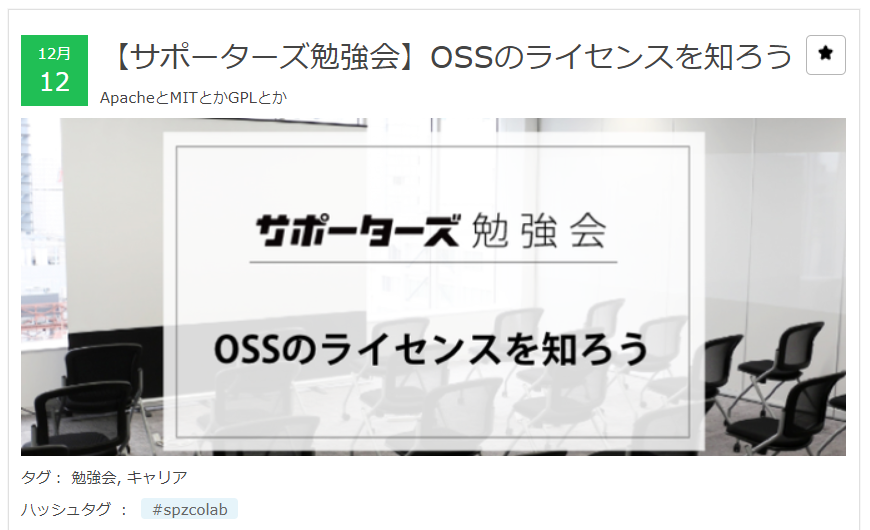 12月
12
【サポーターズ勉強会】OSSのライセンスを知ろう
ApacheとMITとかGPLとか
サポーターズ 勉強会
OSSのライセンスを知ろう
タグ： 勉強会, キャリア
ハッシュタグ ： #spzcolab